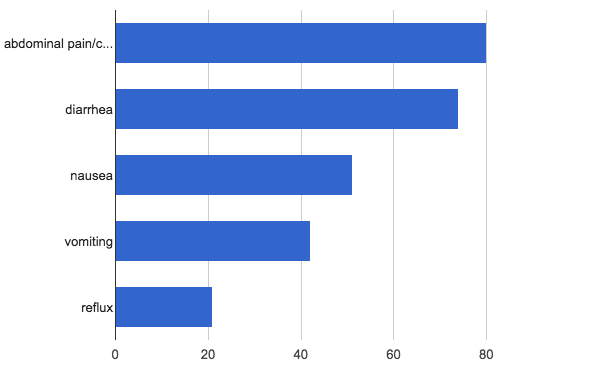 abdominal pain/c...
diarrhea
nausea
vomiting
reflux
0 20 40 60 80